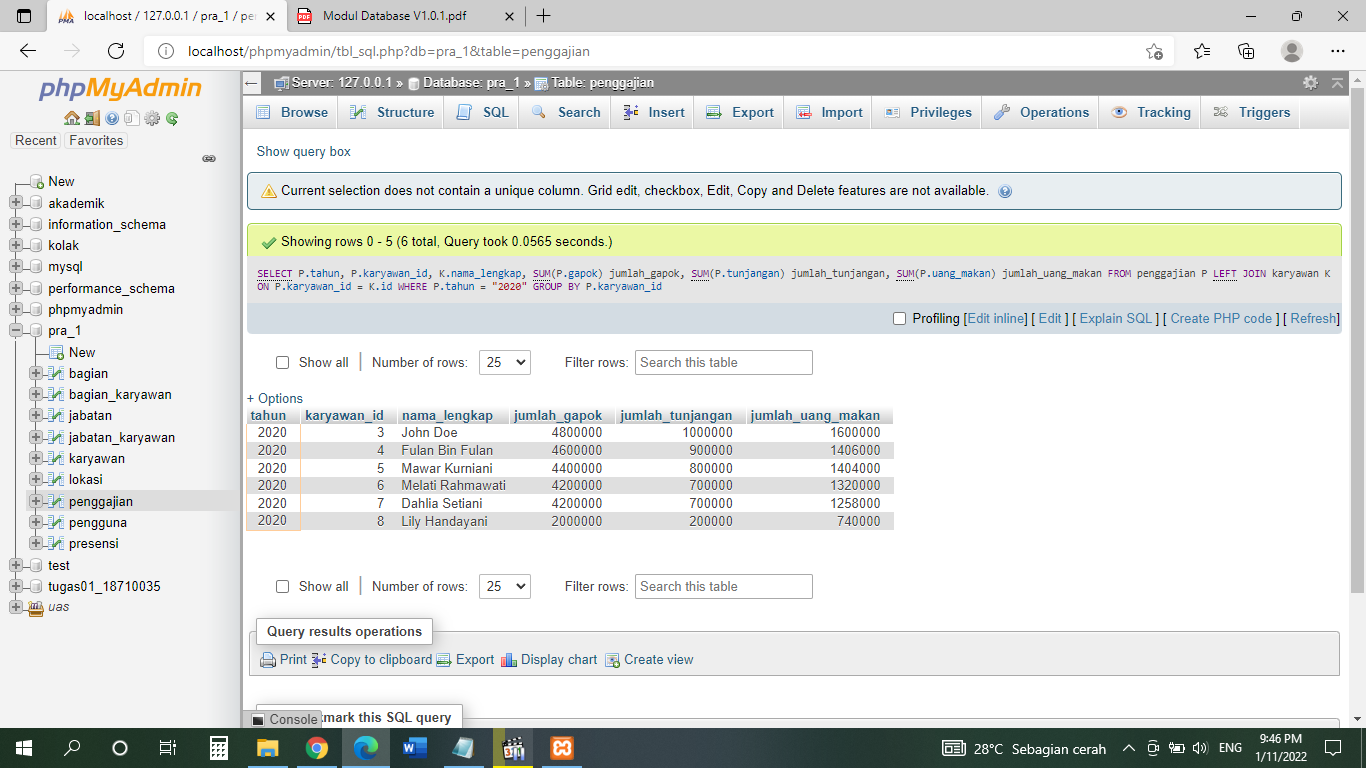 localhost / 127.0.0.1 / pra_1 / pe
Modul Database V1.0.1.pdf
localhost/phpmyadmin/tbl_sql.php?db=pra_1&table=penggajian
phpMyAdmin
Recent Favorites
New
akademik
information_schema
kolak
mysql
performance_schema
phpmyadmin
pra_1
New
bagian
bagian_karyawan
jabatan
jabatan_karyawan
karyawan
lokasi
penggajian
pengguna
presensi
test
tugas01_18710035
uas
Server: 127.0.0.1 » Database: pra_1 » Table: penggajian
Browse Structure SQL Search Insert Export Import Privileges Operations Tracking Triggers
Show query box
Current selection does not contain a unique column. Grid edit, checkbox, Edit, Copy and Delete features are not available.
Showing rows 0 - 5 (6 total, Query took 0.0565 seconds.)
SELECT P.tahun, P.karyawan_id, K.nama_lengkap, SUM(P.gapok) jumlah_gapok, SUM(P.tunjangan) jumlah_tunjangan, SUM(P.uang_makan) jumlah_uang_makan FROM penggajian P LEFT JOIN karyawan K
ON P.karyawan_id = K.id WHERE P.tahun = "2020" GROUP BY P.karyawan_id
Profiling [Edit inline] [ Edit ] [ Explain SQL ] [ Create PHP code ] [ Refresh]
Show all | Number of rows: 25 Filter rows: Search this table
+ Options
tahun karyawan_id nama_lengkap jumlah_gapok jumlah_tunjangan jumlah_uang_makan
2020 3 John Doe 4800000 1000000 1600000
2020 4 Fulan Bin Fulan 4600000 900000 1406000
2020 5 Mawar Kurniani 4400000 800000 1404000
2020 6 Melati Rahmawati 4200000 700000 1320000
2020 7 Dahlia Setiani 4200000 700000 1258000
2020 8 Lily Handayani 2000000 200000 740000
Show all | Number of rows: 25 Filter rows: Search this table
Query results operations
Print Copy to clipboard Export Display chart Create view
Console
mark this SQL query
28°C Sebagian cerah ENG 9:46 PM
1/11/2022